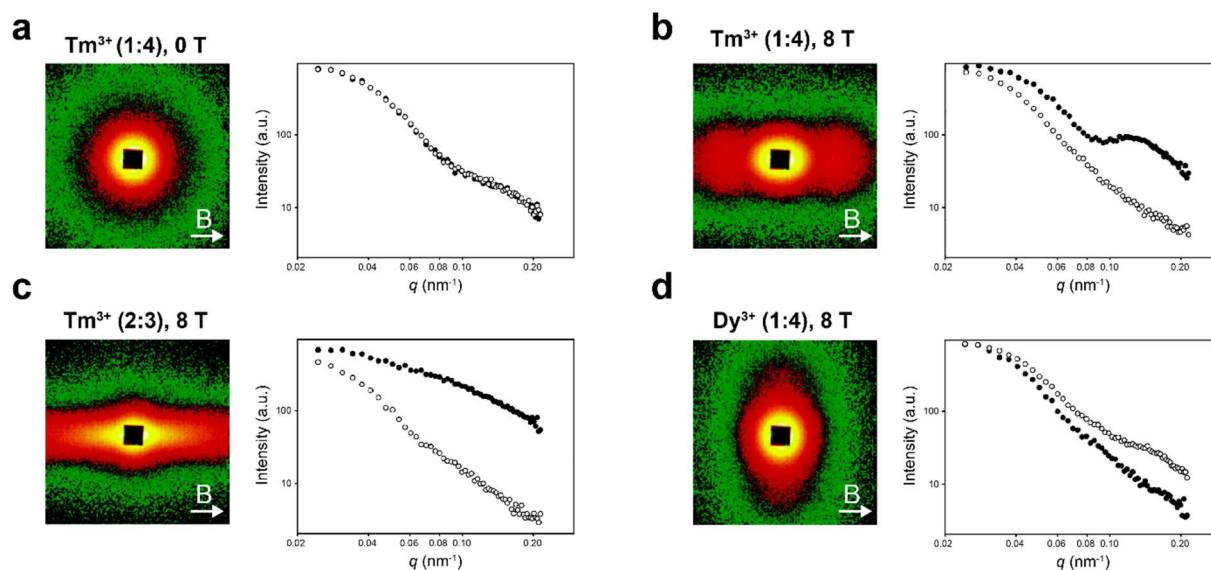 a
Tm³⁺ (1:4), 0 T
B
Intensity (a.u.)
100
10
0.02 0.04 0.06 0.08 0.10 0.20
q (nm⁻¹)
b
Tm³⁺ (1:4), 8 T
B
Intensity (a.u.)
100
10
0.02 0.04 0.06 0.08 0.10 0.20
q (nm⁻¹)
c
Tm³⁺ (2:3), 8 T
B
Intensity (a.u.)
100
10
0.02 0.04 0.06 0.08 0.10 0.20
q (nm⁻¹)
d
Dy³⁺ (1:4), 8 T
B
Intensity (a.u.)
100
10
0.02 0.04 0.06 0.08 0.10 0.20
q (nm⁻¹)